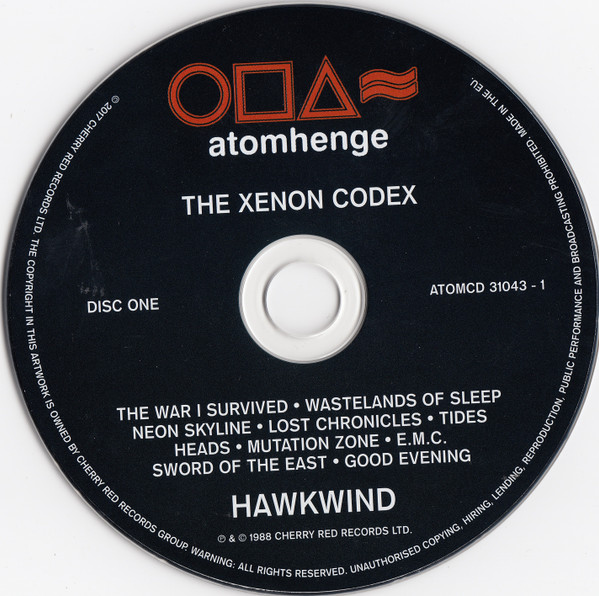 atomhenge
THE XENON CODEX
DISC ONE
ATOMCD 31043 - 1
THE WAR I SURVIVED • WASTELANDS OF SLEEP
NEON SKYLINE • LOST CHRONICLES • TIDES
HEADS • MUTATION ZONE • E.M.C.
SWORD OF THE EAST • GOOD EVENING
HAWKWIND
℗ & © 1988 CHERRY RED RECORDS LTD.
© 2017 CHERRY RED RECORDS LTD. THE COPYRIGHT IN THIS ARTWORK IS OWNED BY CHERRY RED RECORDS GROUP. WARNING: ALL RIGHTS RESERVED. UNAUTHORISED COPYING, HIRING, LENDING, REPRODUCTION, PUBLIC PERFORMANCE AND BROADCASTING PROHIBITED. MADE IN THE EU.